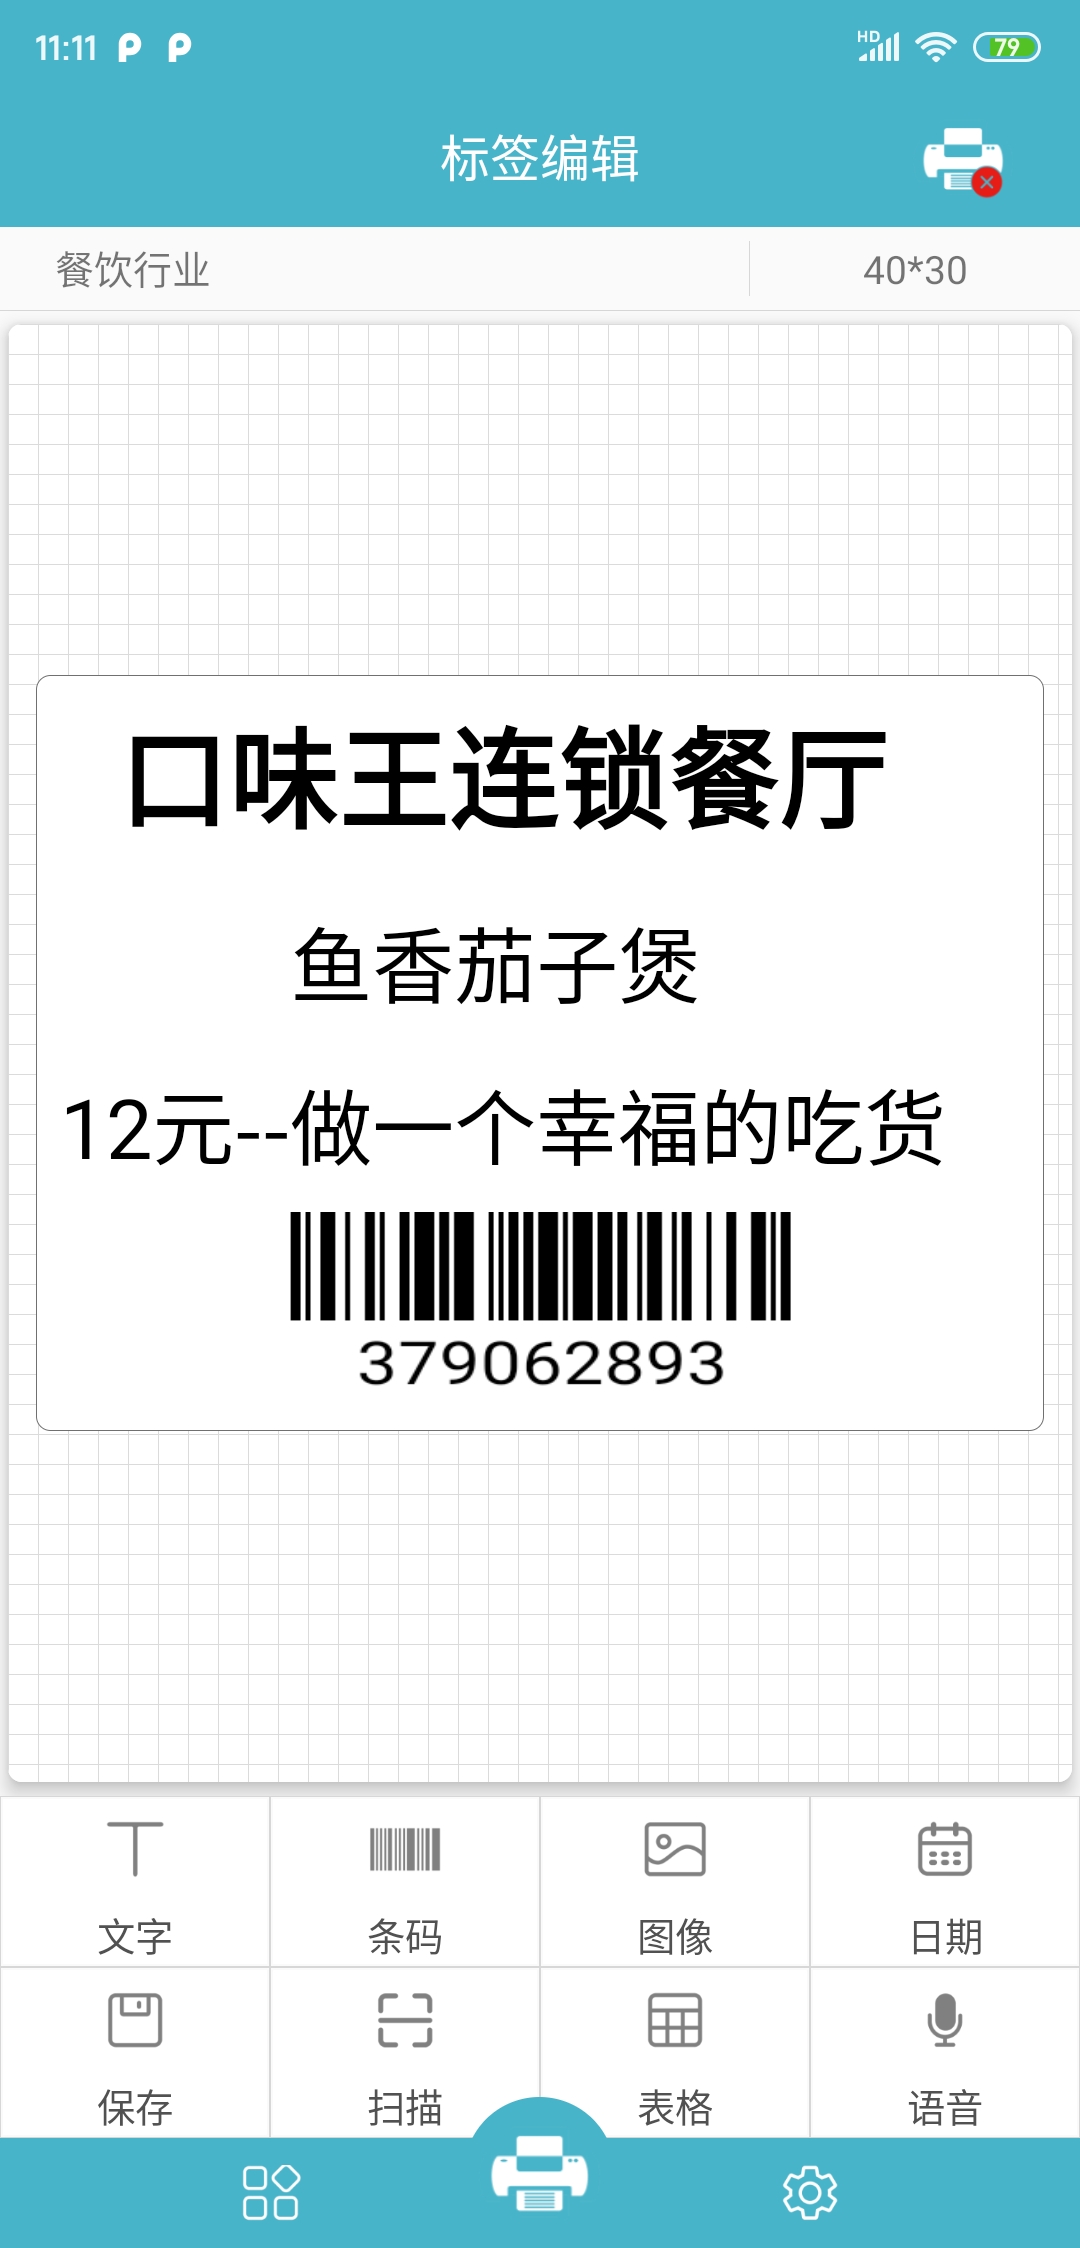 11:11 HD 79
标签编辑
餐饮行业 40*30
口味王连锁餐厅
鱼香茄子煲
12元--做一个幸福的吃货
379062893
文字 条码 图像 日期
保存 扫描 表格 语音